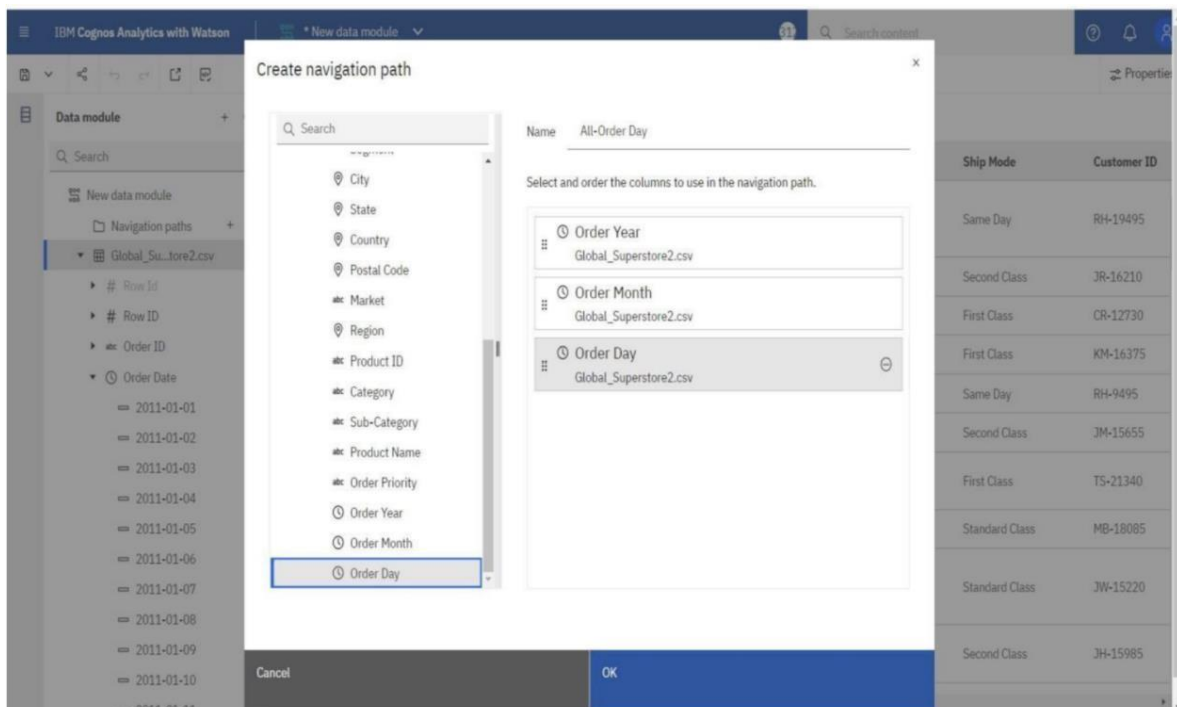 IBM Cognos Analytics with Watson
* New data module
Search content
Propertie
Data module
+
Search
New data module
Navigation paths +
Global_Su...tore2.csv
# Row Id
# Row ID
abc Order ID
Order Date
2011-01-01
2011-01-02
2011-01-03
2011-01-04
2011-01-05
2011-01-06
2011-01-07
2011-01-08
2011-01-09
2011-01-10
Create navigation path
x
Search
City
State
Country
Postal Code
abc Market
Region
abc Product ID
abc Category
abc Sub-Category
abc Product Name
abc Order Priority
Order Year
Order Month
Order Day
Name All-Order Day
Select and order the columns to use in the navigation path.
Order Year
Global_Superstore2.csv
Order Month
Global_Superstore2.csv
Order Day
Global_Superstore2.csv
Cancel
OK
Ship Mode Customer ID
Same Day RH-19495
Second Class JR-16210
First Class CR-12730
First Class KM-16375
Same Day RH-9495
Second Class JM-15655
First Class TS-21340
Standard Class MB-18085
Standard Class JW-15220
Second Class JH-15985